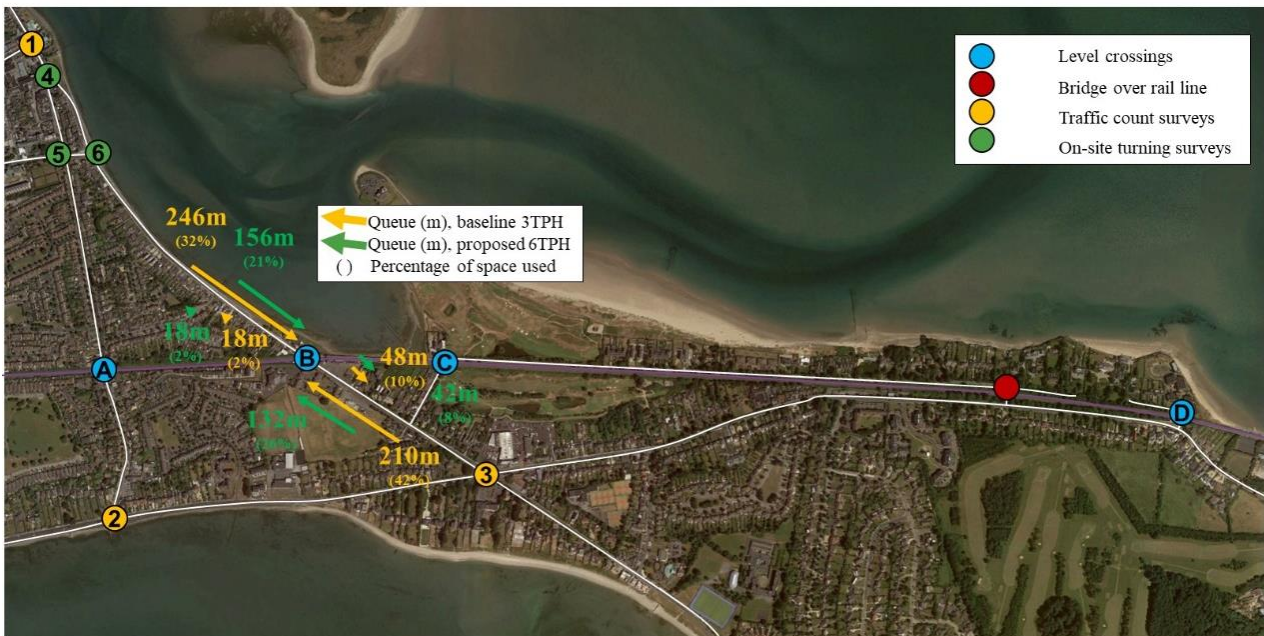 1
4
5
6
Level crossings
Bridge over rail line
Traffic count surveys
On-site turning surveys
246m
(32%)
156m
(21%)
Queue (m), baseline 3TPH
Queue (m), proposed 6TPH
( ) Percentage of space used
18m
(2%)
18m
(2%)
A
B
48m
(10%)
C
42m
(8%)
132m
210m
(42%)
3
2
D